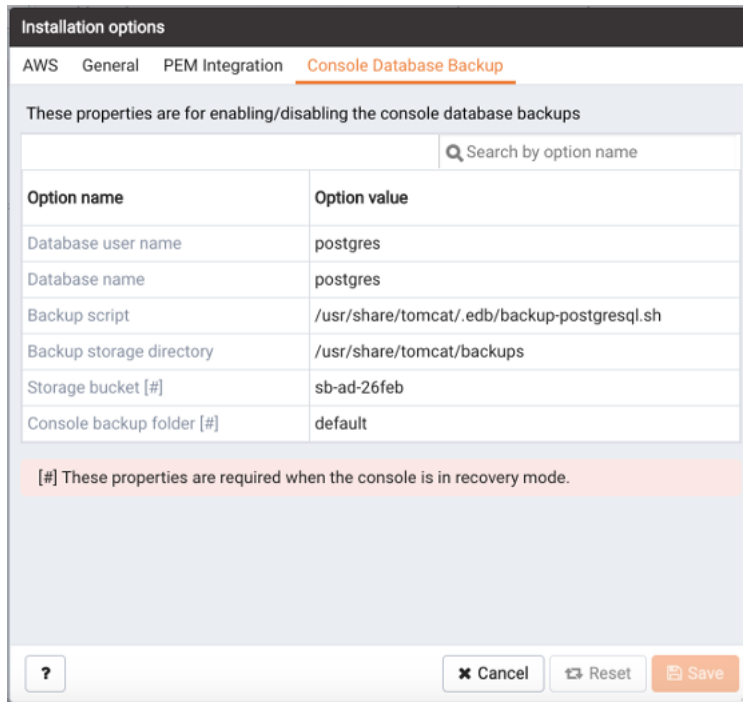 Installation options
AWS General PEM Integration Console Database Backup
These properties are for enabling/disabling the console database backups
Search by option name
Option name Option value
Database user name postgres
Database name postgres
Backup script /usr/share/tomcat/.edb/backup-postgresql.sh
Backup storage directory /usr/share/tomcat/backups
Storage bucket [#] sb-ad-26feb
Console backup folder [#] default
[#] These properties are required when the console is in recovery mode.
? Cancel Reset Save